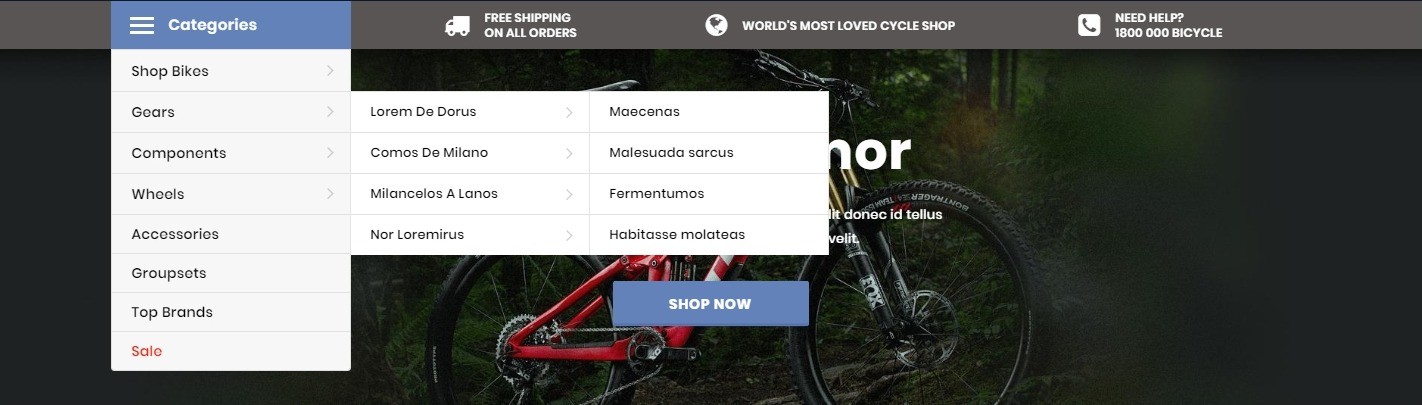 Categories
FREE SHIPPING
ON ALL ORDERS
WORLD'S MOST LOVED CYCLE SHOP
NEED HELP?
1800 000 BICYCLE
Shop Bikes
Gears
Components
Wheels
Accessories
Groupsets
Top Brands
Sale
Lorem De Dorus
Comos De Milano
Milancelos A Lanos
Nor Loremirus
Maecenas
Malesuada sarcus
Fermentumos
Habitasse molateas
donec id tellus
velit.
SHOP NOW
BONTRAGER
FOX